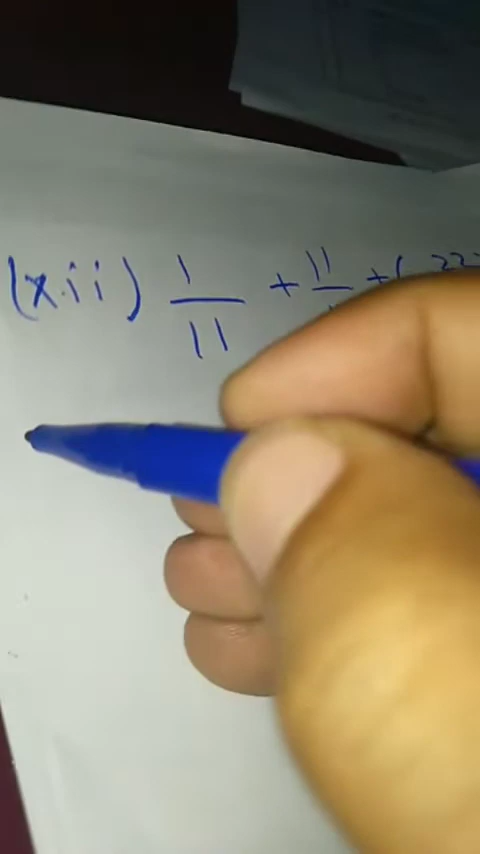 (xii) 1/11 + 11/ + (